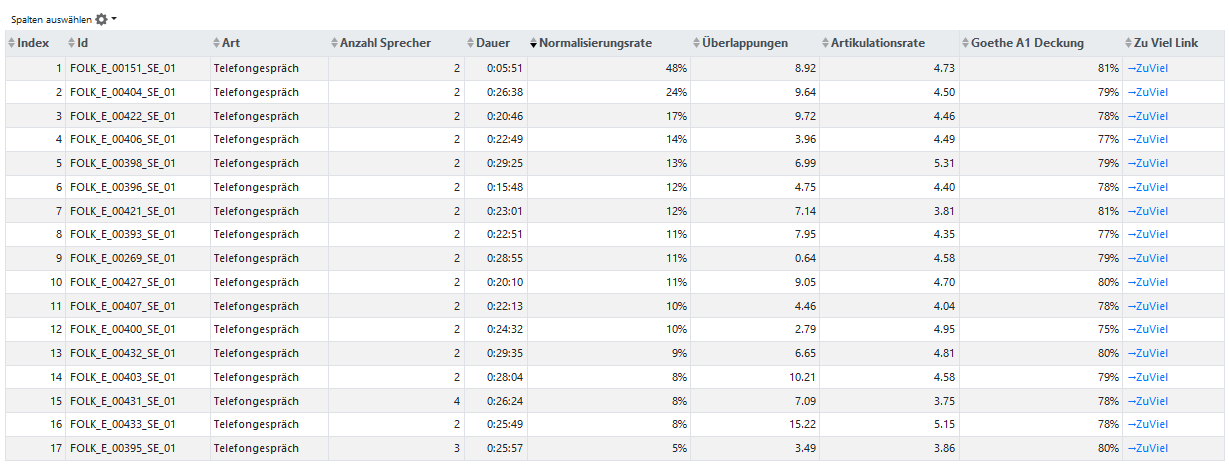 Spalten auswählen
Index Id Art Anzahl Sprecher Dauer Normalisierungsrate Überlappungen Artikulationsrate Goethe A1 Deckung Zu Viel Link
1 FOLK_E_00151_SE_01 Telefongespräch 2 0:05:51 48% 8.92 4.73 81% →ZuViel
2 FOLK_E_00404_SE_01 Telefongespräch 2 0:26:38 24% 9.64 4.50 79% →ZuViel
3 FOLK_E_00422_SE_01 Telefongespräch 2 0:20:46 17% 9.72 4.46 78% →ZuViel
4 FOLK_E_00406_SE_01 Telefongespräch 2 0:22:49 14% 3.96 4.49 77% →ZuViel
5 FOLK_E_00398_SE_01 Telefongespräch 2 0:29:25 13% 6.99 5.31 79% →ZuViel
6 FOLK_E_00396_SE_01 Telefongespräch 2 0:15:48 12% 4.75 4.40 78% →ZuViel
7 FOLK_E_00421_SE_01 Telefongespräch 2 0:23:01 12% 7.14 3.81 81% →ZuViel
8 FOLK_E_00393_SE_01 Telefongespräch 2 0:22:51 11% 7.95 4.35 77% →ZuViel
9 FOLK_E_00269_SE_01 Telefongespräch 2 0:28:55 11% 0.64 4.58 79% →ZuViel
10 FOLK_E_00427_SE_01 Telefongespräch 2 0:20:10 11% 9.05 4.70 80% →ZuViel
11 FOLK_E_00407_SE_01 Telefongespräch 2 0:22:13 10% 4.46 4.04 78% →ZuViel
12 FOLK_E_00400_SE_01 Telefongespräch 2 0:24:32 10% 2.79 4.95 75% →ZuViel
13 FOLK_E_00432_SE_01 Telefongespräch 2 0:29:35 9% 6.65 4.81 80% →ZuViel
14 FOLK_E_00403_SE_01 Telefongespräch 2 0:28:04 8% 10.21 4.58 79% →ZuViel
15 FOLK_E_00431_SE_01 Telefongespräch 4 0:26:24 8% 7.09 3.75 78% →ZuViel
16 FOLK_E_00433_SE_01 Telefongespräch 2 0:25:49 8% 15.22 5.15 78% →ZuViel
17 FOLK_E_00395_SE_01 Telefongespräch 3 0:25:57 5% 3.49 3.86 80% →ZuViel